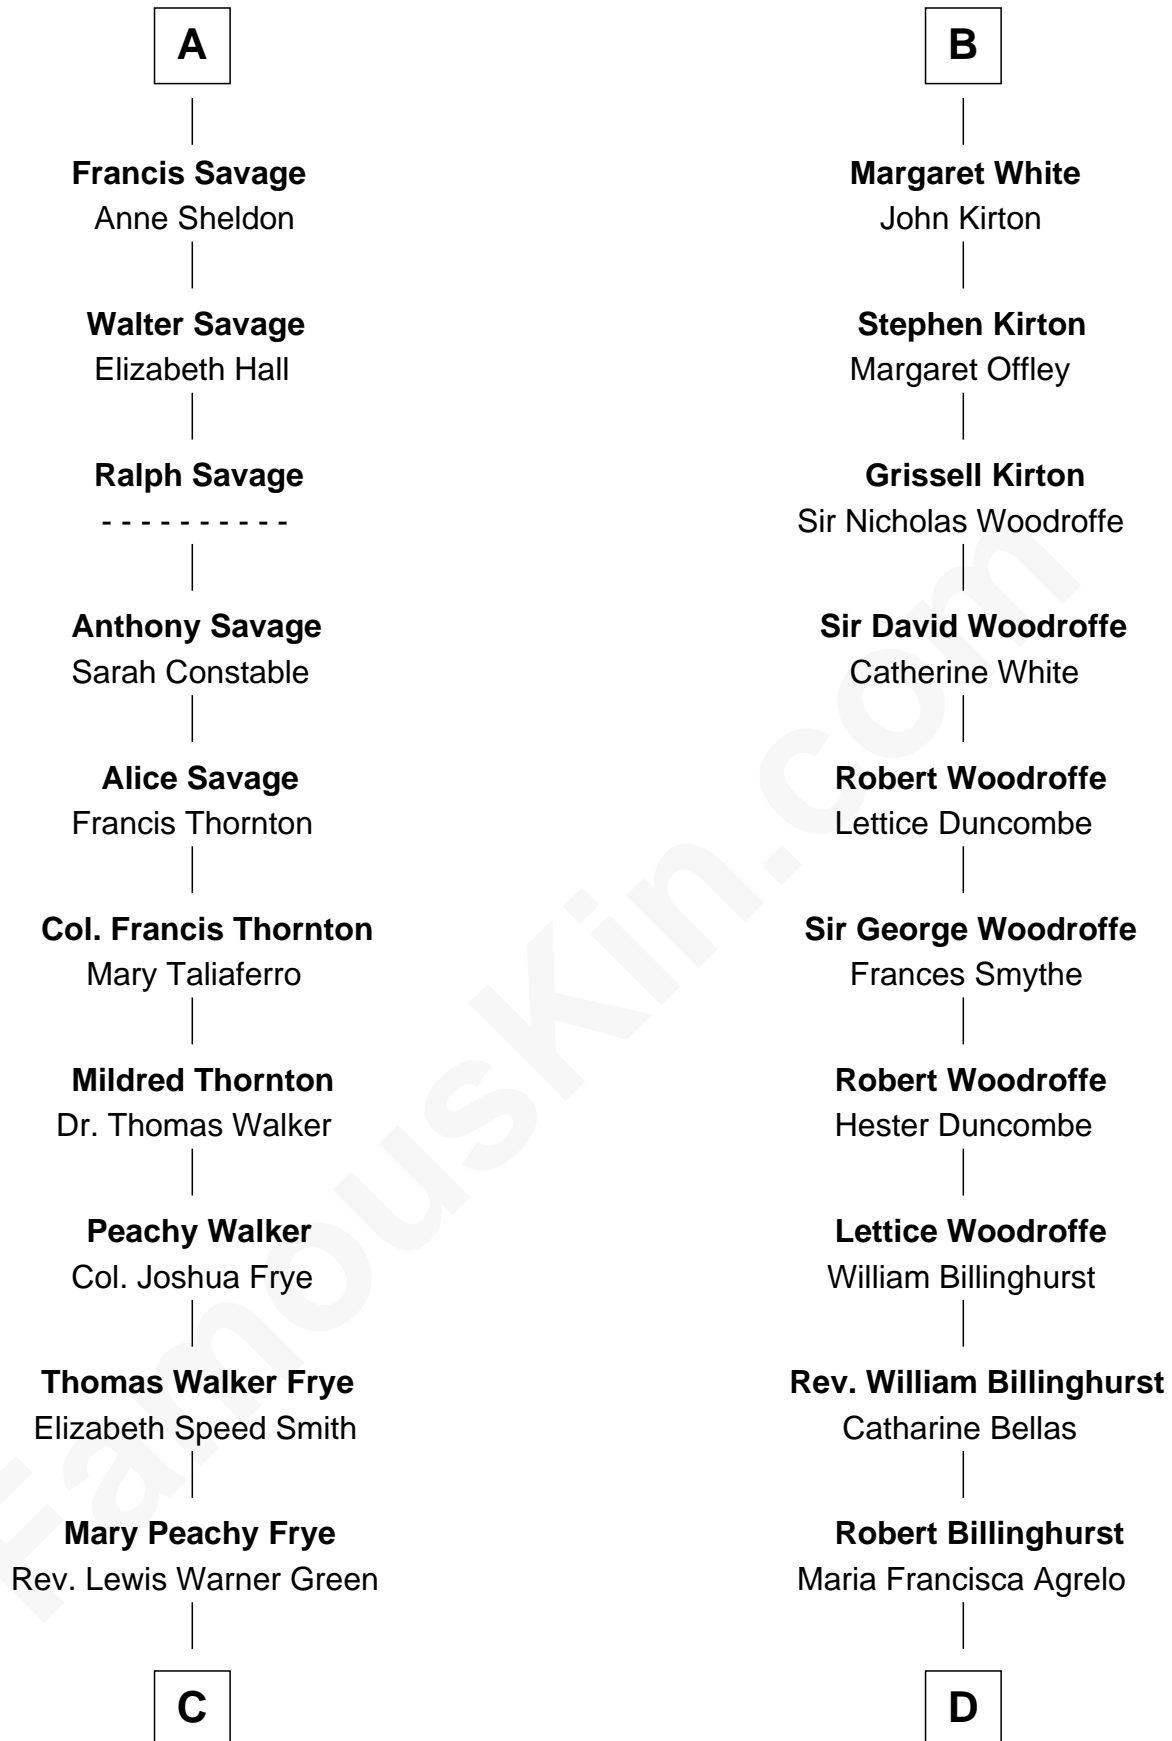 A
Francis Savage
Anne Sheldon
Walter Savage
Elizabeth Hall
Ralph Savage
- - - - - - - - - -
Anthony Savage
Sarah Constable
Alice Savage
Francis Thornton
Col. Francis Thornton
Mary Taliaferro
Mildred Thornton
Dr. Thomas Walker
Peachy Walker
Col. Joshua Frye
Thomas Walker Frye
Elizabeth Speed Smith
Mary Peachy Frye
Rev. Lewis Warner Green
C
B
Margaret White
John Kirton
Stephen Kirton
Margaret Offley
Grissell Kirton
Sir Nicholas Woodroffe
Sir David Woodroffe
Catherine White
Robert Woodroffe
Lettice Duncombe
Sir George Woodroffe
Frances Smythe
Robert Woodroffe
Hester Duncombe
Lettice Woodroffe
William Billinghurst
Rev. William Billinghurst
Catharine Bellas
Robert Billinghurst
Maria Francisca Agrelo
D
FamousKin.com